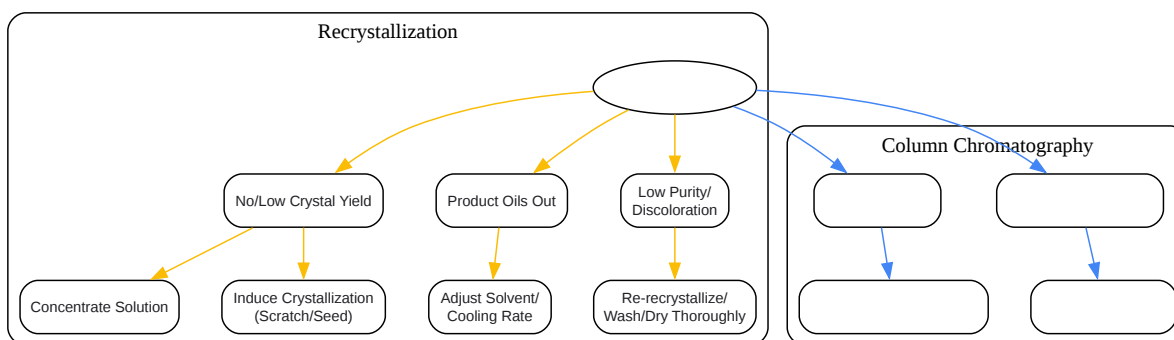 Recrystallization
Column Chromatography
No/Low Crystal Yield
Product Oils Out
Low Purity/
Discoloration
Concentrate Solution
Induce Crystallization
(Scratch/Seed)
Adjust Solvent/
Cooling Rate
Re-recrystallize/
Wash/Dry Thoroughly